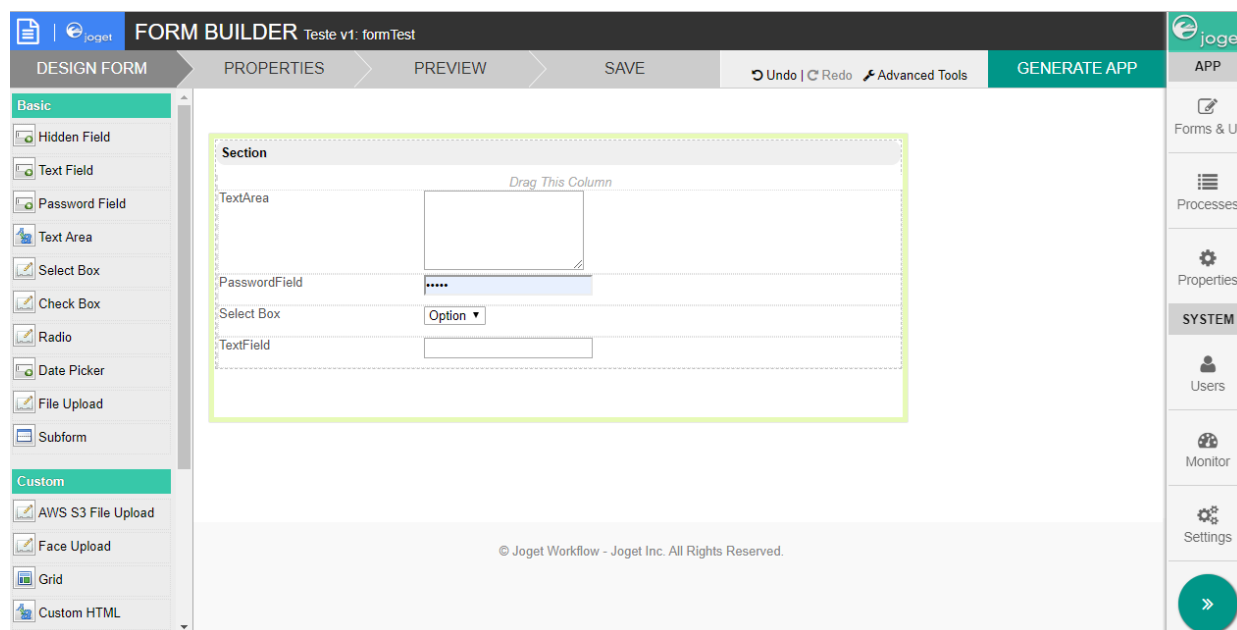 joget FORM BUILDER Teste v1: formTest
joge
DESIGN FORM PROPERTIES PREVIEW SAVE Undo | Redo Advanced Tools GENERATE APP
APP
Basic
Hidden Field
Text Field
Password Field
Text Area
Select Box
Check Box
Radio
Date Picker
File Upload
Subform
Custom
AWS S3 File Upload
Face Upload
Grid
Custom HTML
Section
Drag This Column
TextArea
PasswordField •••••
Select Box Option
TextField
© Joget Workflow - Joget Inc. All Rights Reserved.
Forms & U
Processes
Properties
SYSTEM
Users
Monitor
Settings